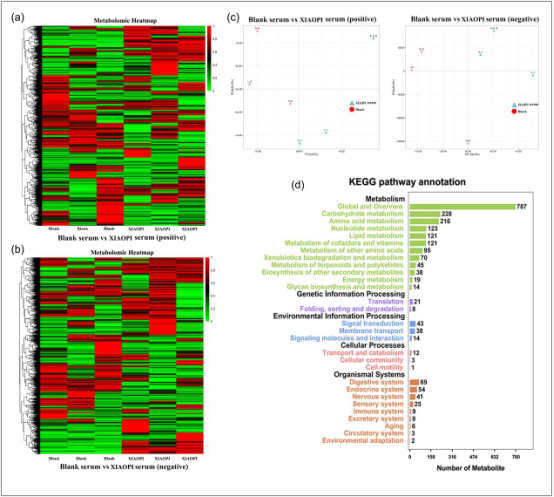 (a)
Metabolomic Heatmap
Blank Blank Blank XIAOPI XIAOPI XIAOPI
Blank serum vs XIAOPI serum (positive)
(b)
Metabolomic Heatmap
Blank Blank Blank XIAOPI XIAOPI XIAOPI
Blank serum vs XIAOPI serum (negative)
(c)
Blank serum vs XIAOPI serum (positive)
XIAOPI serum
Blank
Blank serum vs XIAOPI serum (negative)
XIAOPI serum
Blank
(d)
KEGG pathway annotation
Metabolism
Global and Overview 787
Carbohydrate metabolism 228
Amino acid metabolism 216
Nucleotide metabolism 123
Lipid metabolism 121
Metabolism of cofactors and vitamins 121
Metabolism of other amino acids 95
Xenobiotics biodegradation and metabolism 70
Metabolism of terpenoids and polyketides 45
Biosynthesis of other secondary metabolites 38
Energy metabolism 19
Glycan biosynthesis and metabolism 14
Genetic Information Processing
Translation 21
Folding, sorting and degradation 8
Environmental Information Processing
Signal transduction 43
Membrane transport 38
Signaling molecules and interaction 14
Cellular Processes
Transport and catabolism 12
Cellular community 3
Cell motility 1
Organismal Systems
Digestive system 69
Endocrine system 54
Nervous system 41
Sensory system 25
Immune system 9
Excretory system 8
Aging 6
Circulatory system 3
Environmental adaptation 2
0 158 316 474 632 790
Number of Metabolite